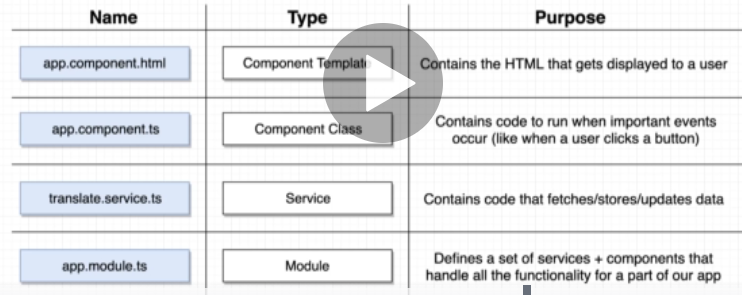 Name Type Purpose
app.component.html Component Template Contains the HTML that gets displayed to a user
app.component.ts Component Class Contains code to run when important events
occur (like when a user clicks a button)
translate.service.ts Service Contains code that fetches/stores/updates data
app.module.ts Module Defines a set of services + components that
handle all the functionality for a part of our app